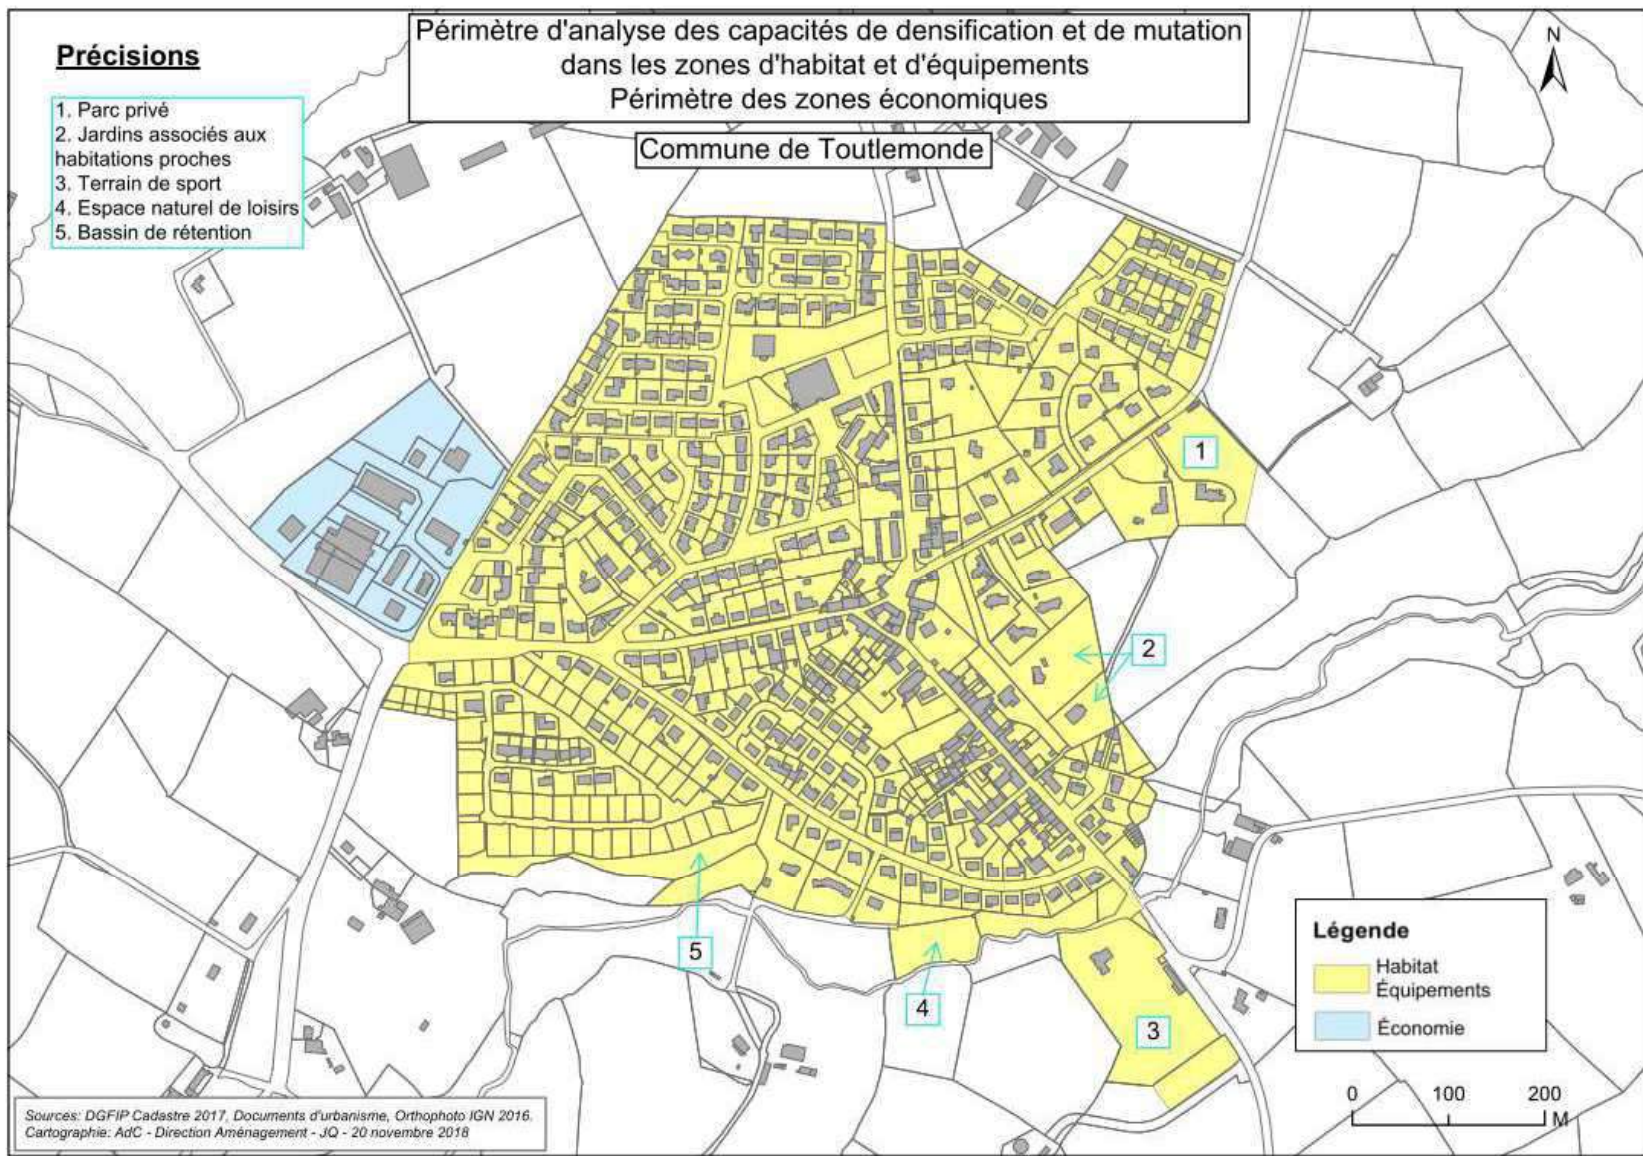 Périmètre d'analyse des capacités de densification et de mutation
dans les zones d'habitat et d'équipements
Périmètre des zones économiques
Commune de Toutlemonde
Précisions
1. Parc privé
2. Jardins associés aux
habitations proches
3. Terrain de sport
4. Espace naturel de loisirs
5. Bassin de rétention
N
1
2
5
4
3
Légende
Habitat
Équipements
Économie
0 100 200
M
Sources: DGFIP Cadastre 2017, Documents d'urbanisme, Orthophoto IGN 2016.
Cartographie: AdC - Direction Aménagement - JQ - 20 novembre 2018